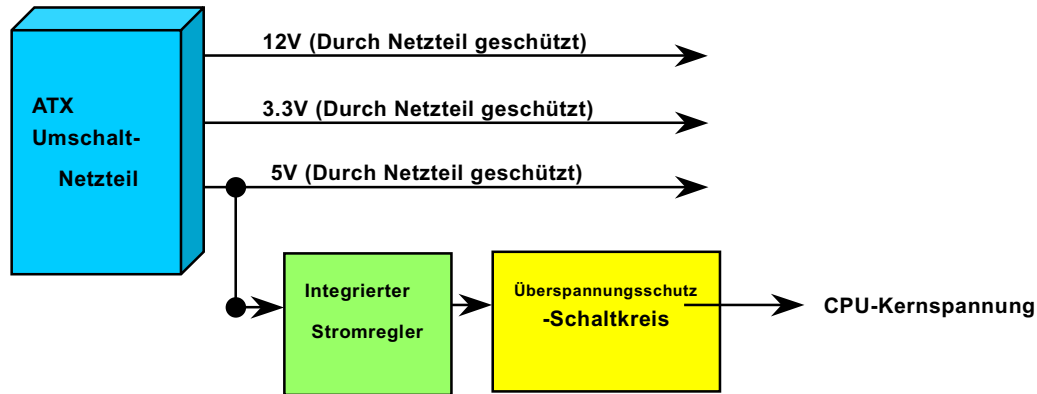 12V (Durch Netzteil geschützt)
ATX
Umschalt-
Netzteil
3.3V (Durch Netzteil geschützt)
5V (Durch Netzteil geschützt)
Integrierter
Stromregler
Überspannungsschutz
-Schaltkreis
CPU-Kernspannung